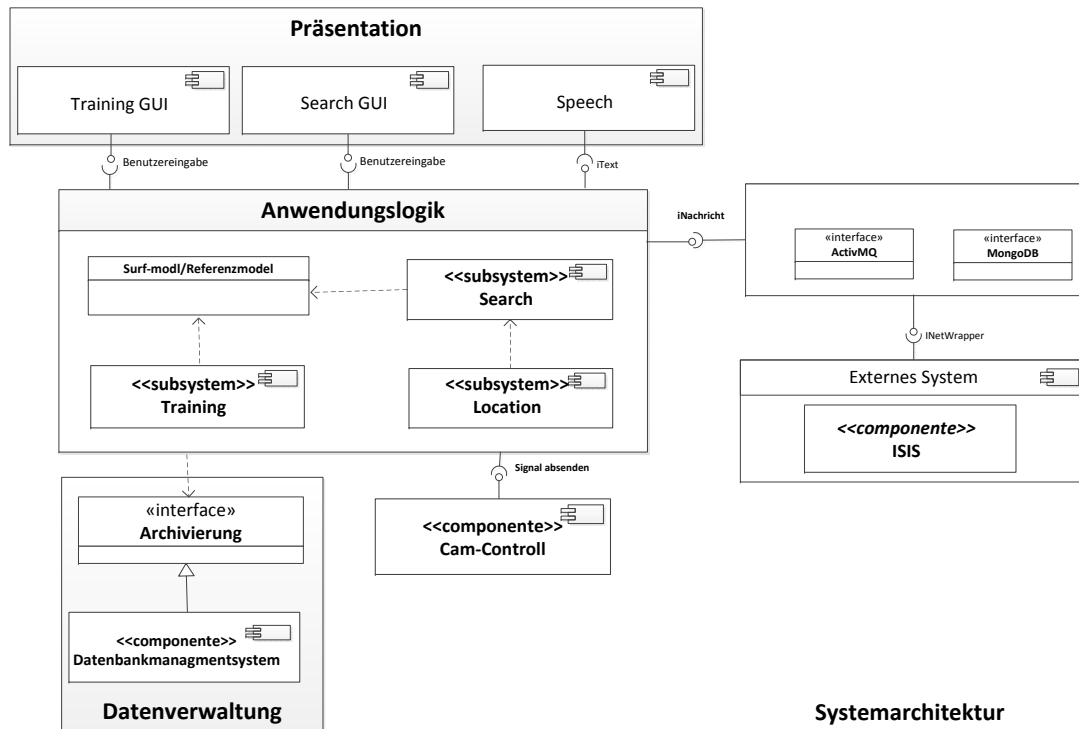 Präsentation
Training GUI
Search GUI
Speech
Benutzereingabe
Benutzereingabe
iText
Anwendungslogik
iNachricht
«interface»
ActivMQ
«interface»
MongoDB
Surf-modl/Referenzmodel
<<subsystem>>
Search
INetWrapper
<<subsystem>>
Training
<<subsystem>>
Location
Externes System
<<componente>>
ISIS
Signal absenden
«interface»
Archivierung
<<componente>>
Cam-Controll
<<componente>>
Datenbankmanagmentsystem
Datenverwaltung
Systemarchitektur